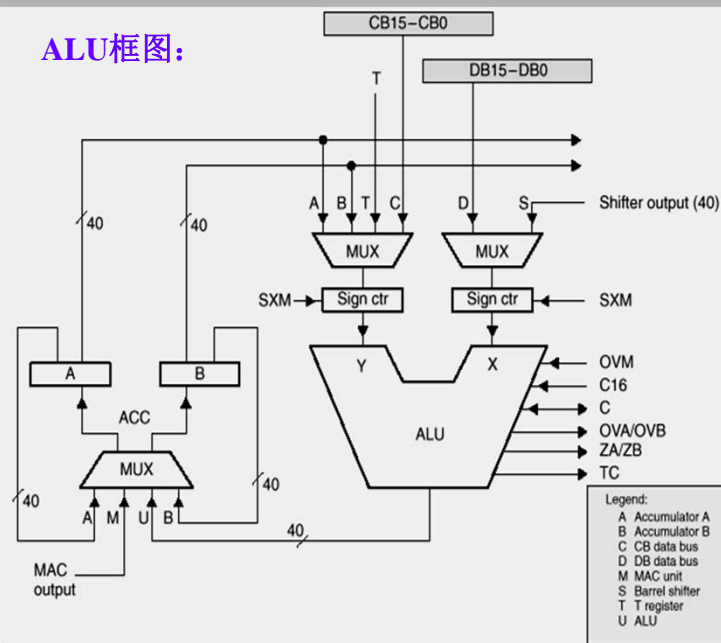 ALU框图：
CB15–CB0
DB15–DB0
T
A B T C
D S
Shifter output (40)
40
40
MUX
MUX
SXM
Sign ctr
Sign ctr
SXM
Y
X
OVM
C16
C
OVA/OVB
ZA/ZB
TC
A
B
ACC
ALU
MUX
40
A M U B
40
40
MAC
output
Legend:
A Accumulator A
B Accumulator B
C CB data bus
D DB data bus
M MAC unit
S Barrel shifter
T T register
U ALU